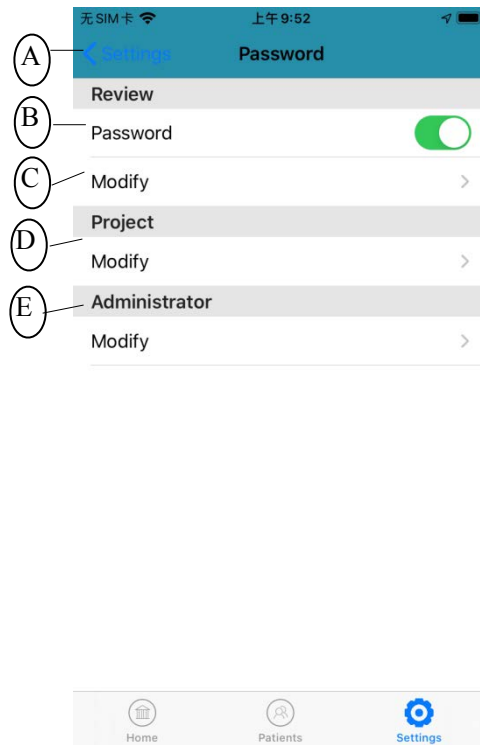 无SIM卡 上午9:52
A Settings Password
Review
B Password
C Modify
D Project
Modify
E Administrator
Modify
Home Patients Settings